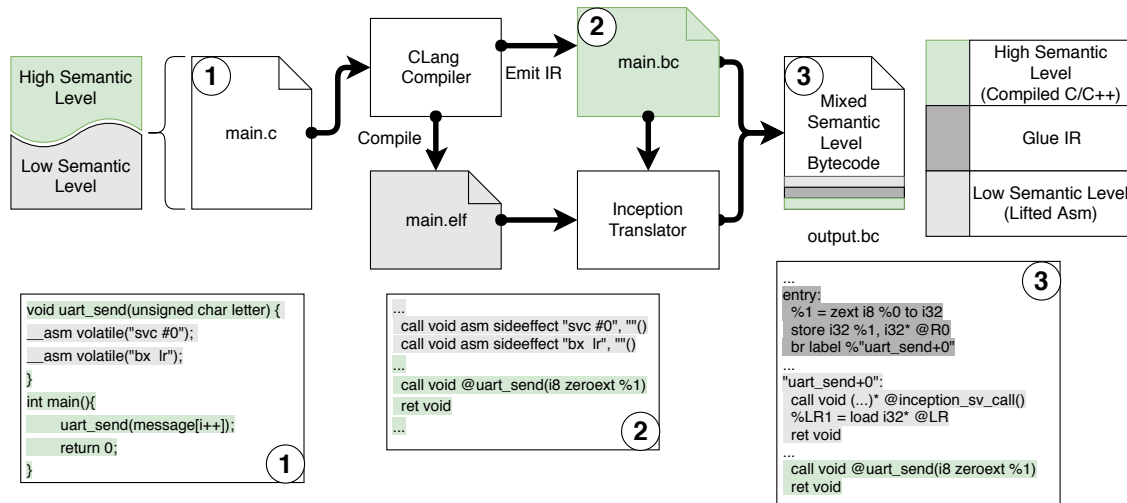 High Semantic
Level
Low Semantic
Level
1
main.c
CLang
Compiler
Emit IR
Compile
2
main.bc
main.elf
Inception
Translator
3
Mixed
Semantic
Level
Bytecode
output.bc
High Semantic
Level
(Compiled C/C++)
Glue IR
Low Semantic Level
(Lifted Asm)
void uart_send(unsigned char letter) {
__asm volatile("svc #0");
__asm volatile("bx  lr");
}
int main(){
uart_send(message[i++]);
return 0;
}
1
...
call void asm sideeffect "svc #0", ""()
call void asm sideeffect "bx  lr", ""()
...
call void @uart_send(i8 zeroext %1)
ret void
...
2
3
...
entry:
%1 = zext i8 %0 to i32
store i32 %1, i32* @R0
br label %"uart_send+0"
...
"uart_send+0":
call void (...)* @inception_sv_call()
%LR1 = load i32* @LR
ret void
...
call void @uart_send(i8 zeroext %1)
ret void